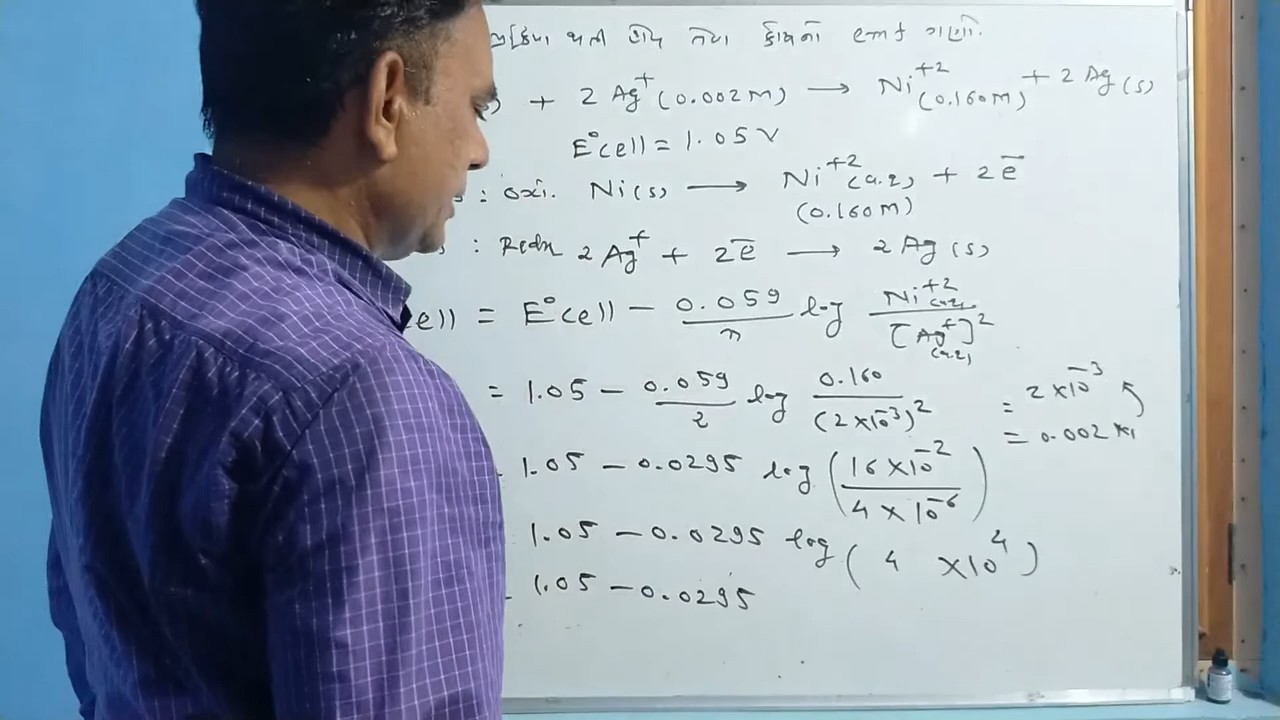 થતી હોય તેવા કોષનો emf ગણો.
) + 2 Ag⁺ (0.002 M) ⟶ Ni⁺² (0.160 M) + 2 Ag (s)
E°cell = 1.05 V
: oxi. Ni (s) ⟶ Ni⁺² (aq) + 2e⁻
(0.160 M)
: Redn 2 Ag⁺ + 2e⁻ ⟶ 2 Ag (s)
cell = E°cell − 0.059/n log Ni⁺²(aq)/[Ag⁺(aq)]²
= 1.05 − 0.059/2 log 0.160/(2×10⁻³)²
= 2×10⁻³
= 0.002 ×1
1.05 − 0.0295 log (16×10⁻²/4×10⁻⁶)
1.05 − 0.0295 log (4 ×10⁴)
1.05 − 0.0295